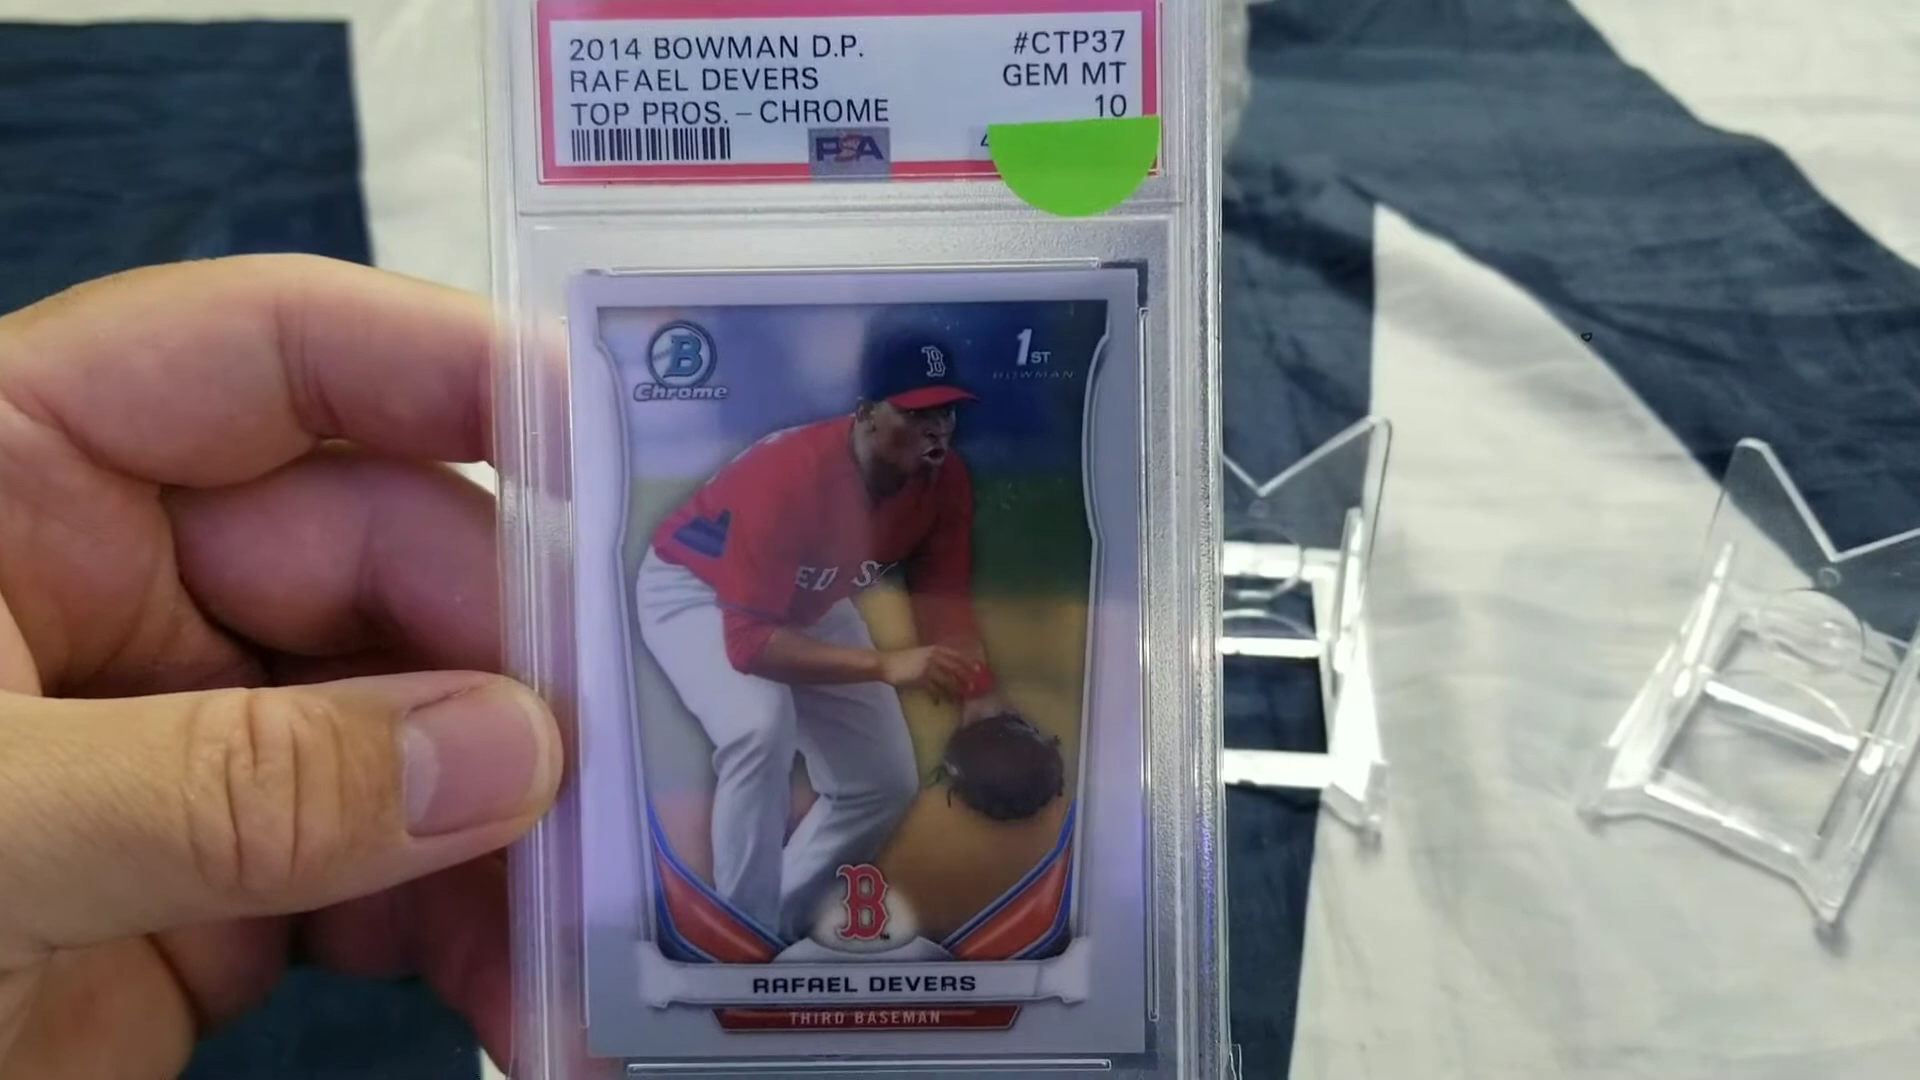 2014 BOWMAN D.P. #CTP37
RAFAEL DEVERS GEM MT
TOP PROS. – CHROME 10
PSA
B
Chrome
1ST
BOWMAN
B
ED S
B
RAFAEL DEVERS
THIRD BASEMAN